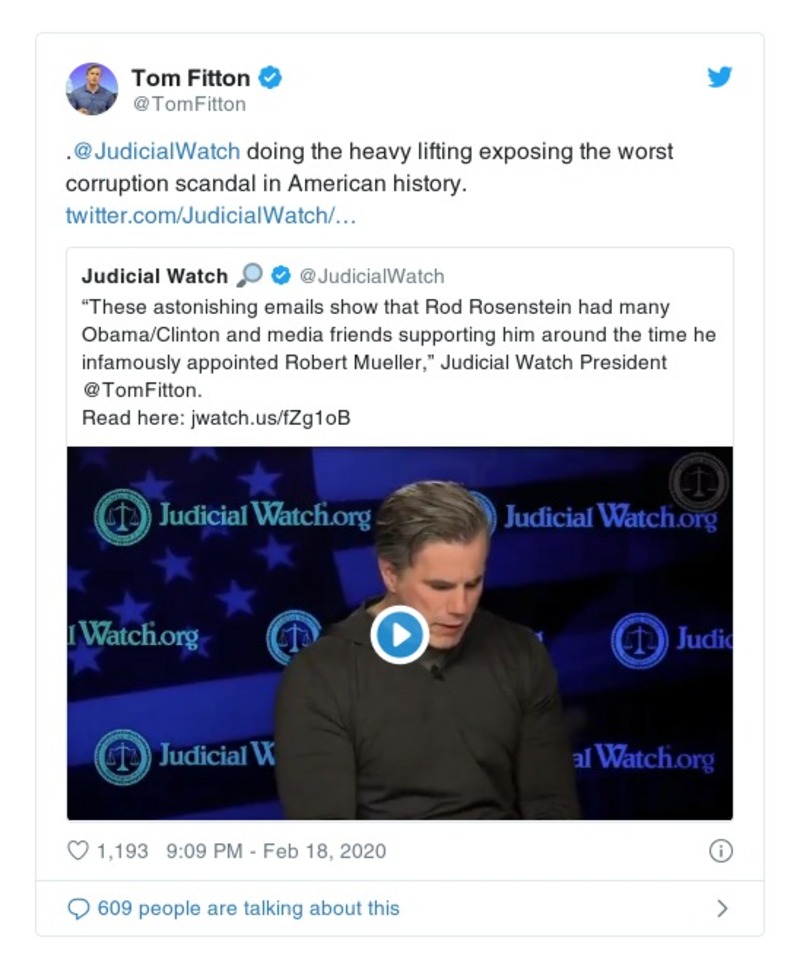 Tom Fitton
@TomFitton
.@JudicialWatch doing the heavy lifting exposing the worst
corruption scandal in American history.
twitter.com/JudicialWatch/…
Judicial Watch 🔎 @JudicialWatch
“These astonishing emails show that Rod Rosenstein had many
Obama/Clinton and media friends supporting him around the time he
infamously appointed Robert Mueller,” Judicial Watch President
@TomFitton.
Read here: jwatch.us/fZg1oB
Judicial Watch.org Judicial Watch.org
l Watch.org Judic
Judicial W al Watch.org
1,193 9:09 PM - Feb 18, 2020
609 people are talking about this